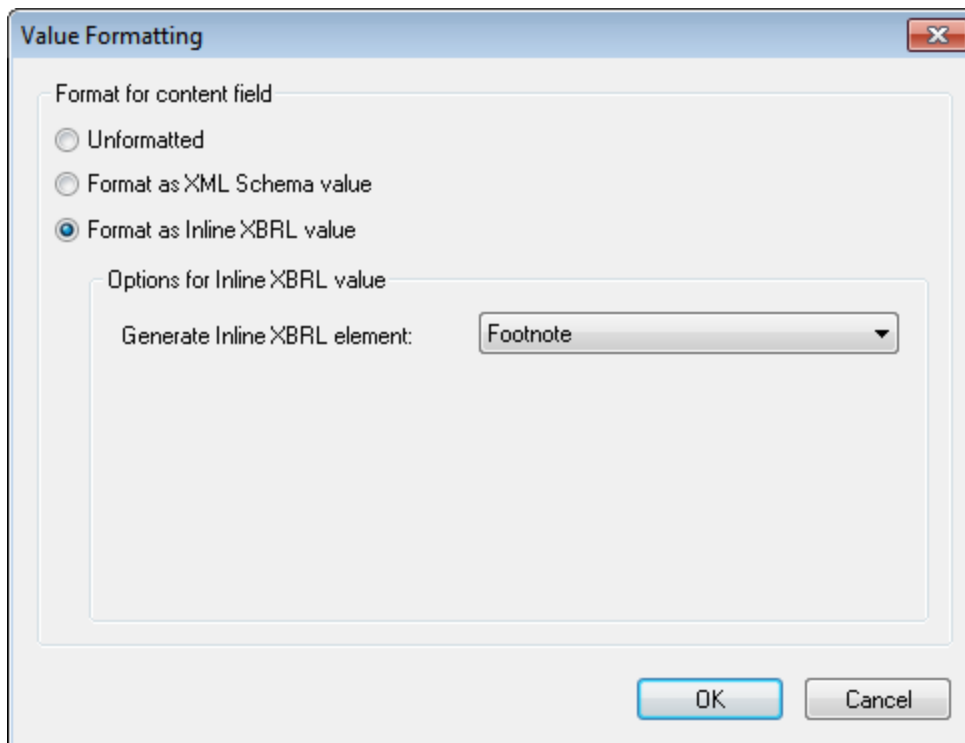 Value Formatting
Format for content field
Unformatted
Format as XML Schema value
Format as Inline XBRL value
Options for Inline XBRL value
Generate Inline XBRL element: Footnote
OK Cancel